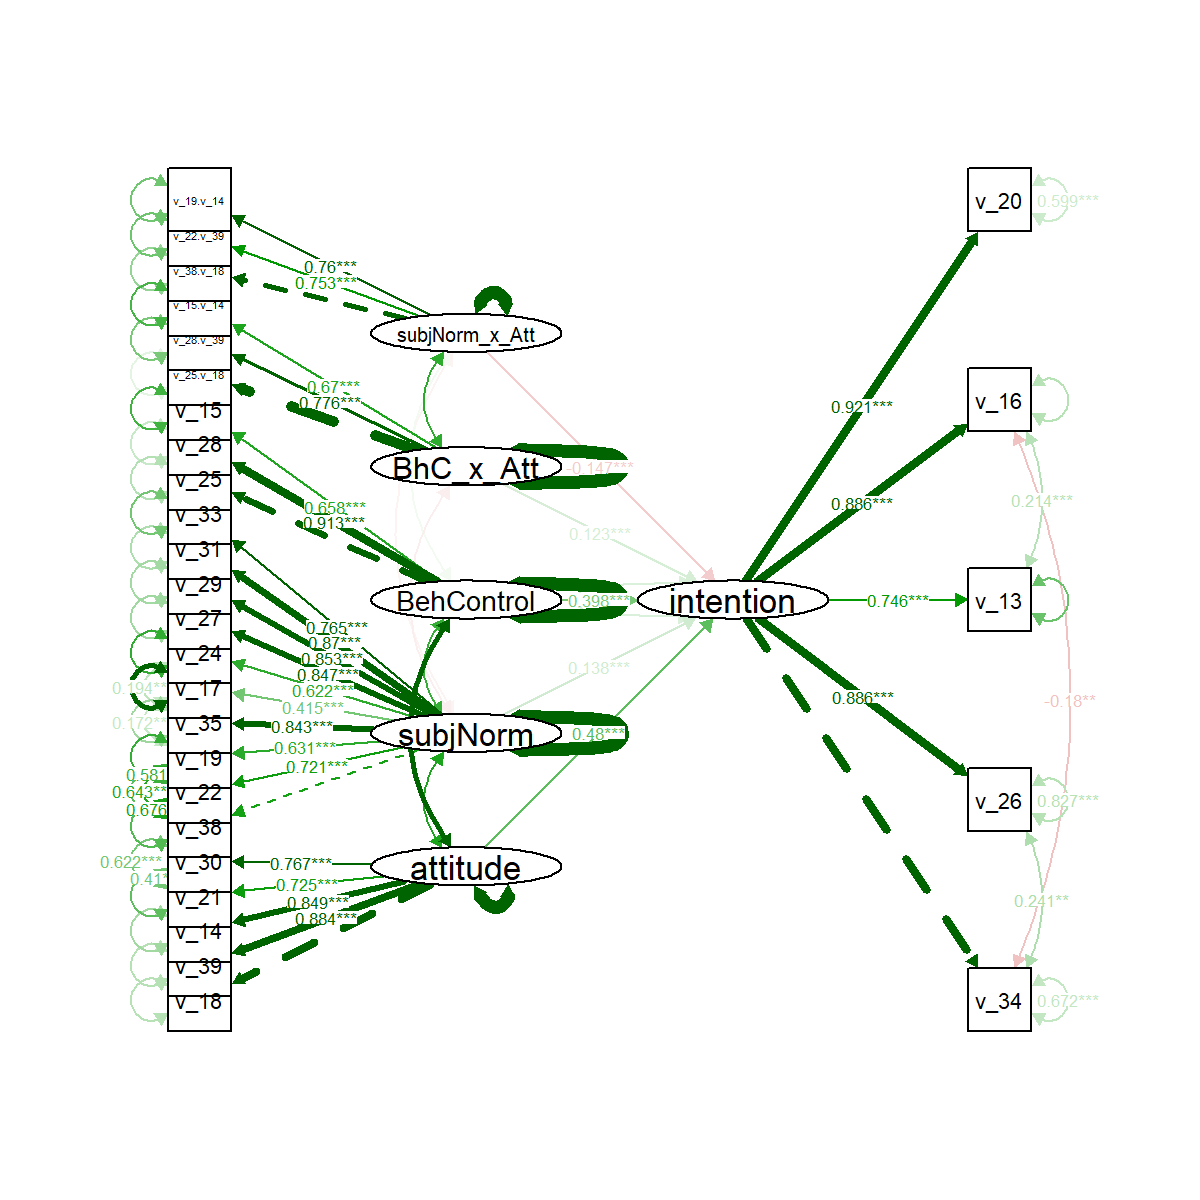 v_19.v_14
v_22.v_39
v_38.v_18
v_15.v_14
v_28.v_39
v_25.v_18
v_15
v_28
v_25
v_33
v_31
v_29
v_27
v_24
v_17
v_35
v_19
v_22
v_38
v_30
v_21
v_14
v_39
v_18
0.194**
0.172**
0.581
0.643**
0.676
0.622***
0.41*
0.76***
0.753***
0.67***
0.776***
0.658***
0.913***
0.765***
0.87***
0.853***
0.847***
0.622***
0.415***
0.843***
0.631***
0.721***
0.767***
0.725***
0.849***
0.884***
subjNorm_x_Att
BhC_x_Att
BehControl
subjNorm
attitude
-0.147***
0.123***
0.398***
0.138***
0.48***
intention
0.921***
0.886***
0.746***
0.886***
v_20
v_16
v_13
v_26
v_34
0.599***
0.214***
-0.18**
0.827***
0.241**
0.672***